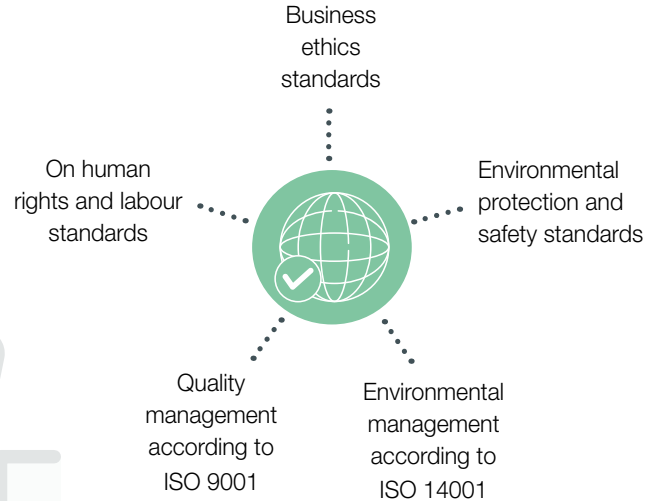 Business
ethics
standards
On human
rights and labour
standards
Environmental
protection and
safety standards
Quality
management
according to
ISO 9001
Environmental
management
according to
ISO 14001